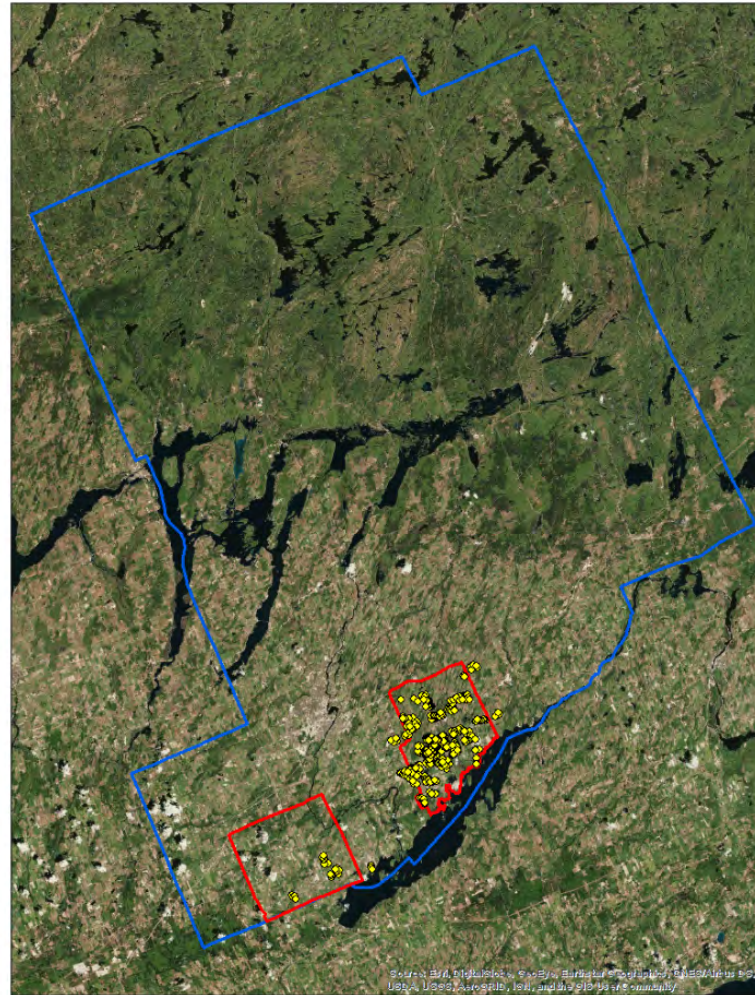 Source: Esri, DigitalGlobe, GeoEye, Earthstar Geographics, CNES/Airbus DS,
USDA, USGS, AeroGRID, IGN, and the GIS User Community